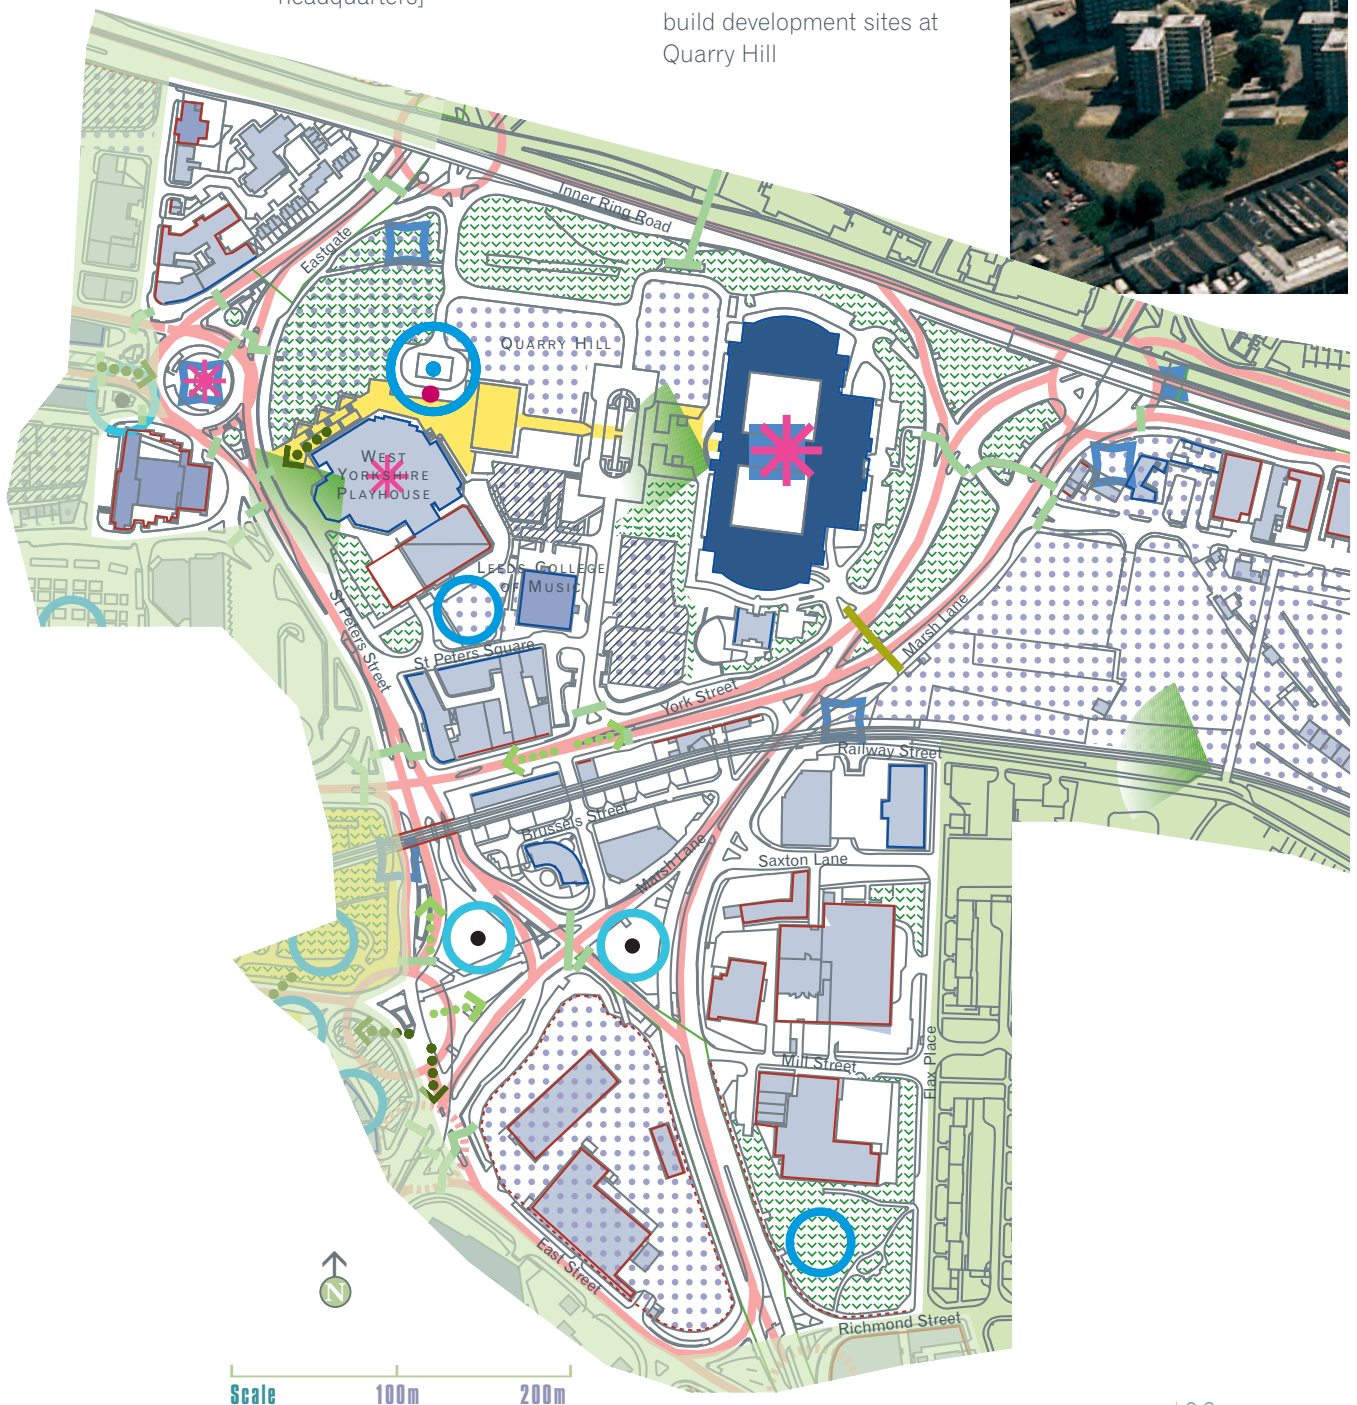 headquarters]
build development sites at
Quarry Hill
Inner Ring Road
Eastgate
QUARRY HILL
WEST
YORKSHIRE
PLAYHOUSE
LEEDS COLLEGE
OF MUSIC
St Peters Street
St Peters Square
Marsh Lane
York Street
Railway Street
Brussels Street
Marsh Lane
Saxton Lane
Mill Street
Flax Place
East Street
Richmond Street
N
Scale
100m
200m